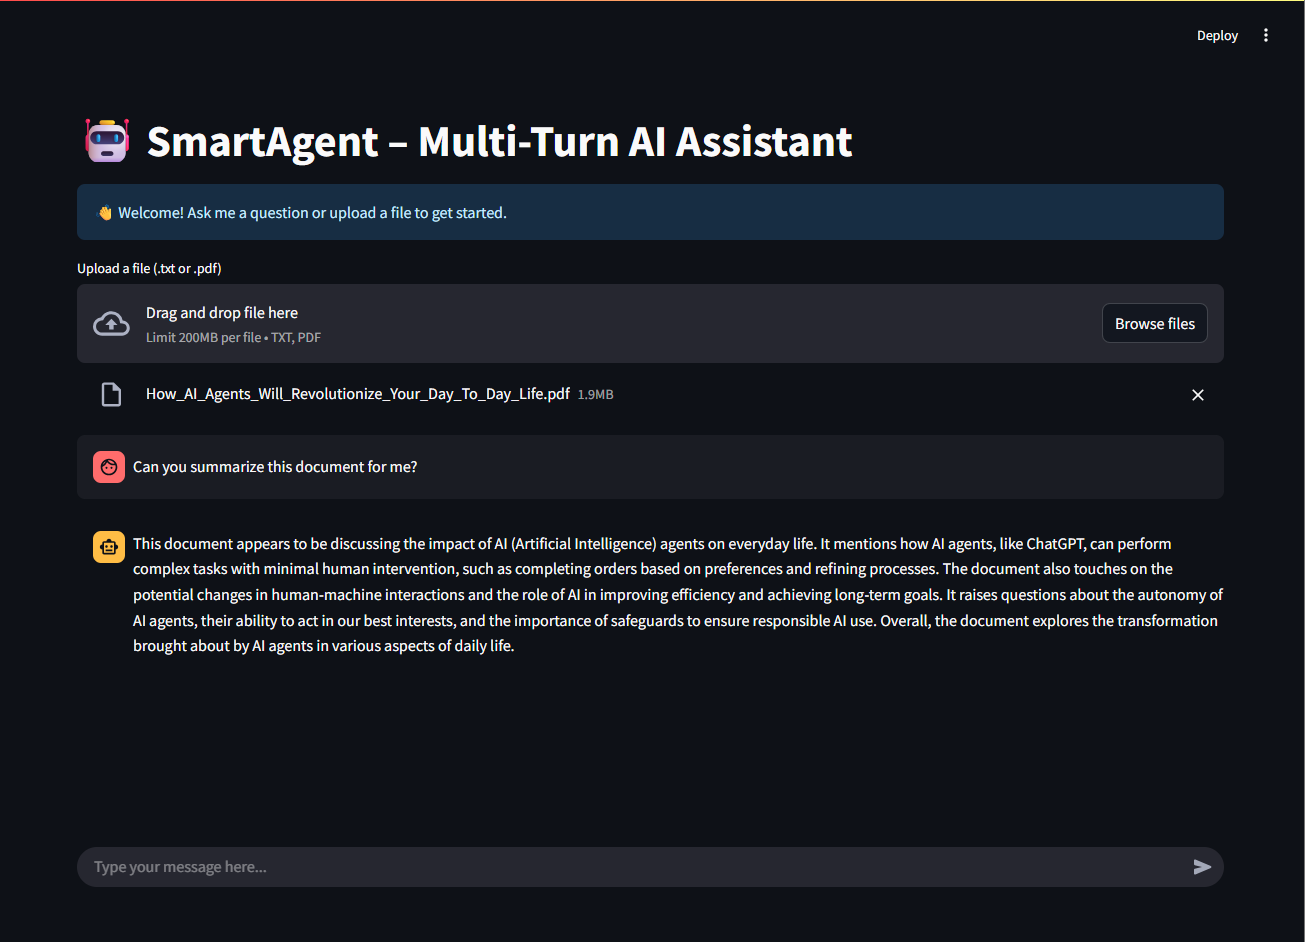 Deploy
SmartAgent – Multi-Turn AI Assistant
👋 Welcome! Ask me a question or upload a file to get started.
Upload a file (.txt or .pdf)
Drag and drop file here
Limit 200MB per file • TXT, PDF
Browse files
How_AI_Agents_Will_Revolutionize_Your_Day_To_Day_Life.pdf 1.9MB
Can you summarize this document for me?
This document appears to be discussing the impact of AI (Artificial Intelligence) agents on everyday life. It mentions how AI agents, like ChatGPT, can perform
complex tasks with minimal human intervention, such as completing orders based on preferences and refining processes. The document also touches on the
potential changes in human-machine interactions and the role of AI in improving efficiency and achieving long-term goals. It raises questions about the autonomy of
AI agents, their ability to act in our best interests, and the importance of safeguards to ensure responsible AI use. Overall, the document explores the transformation
brought about by AI agents in various aspects of daily life.
Type your message here...